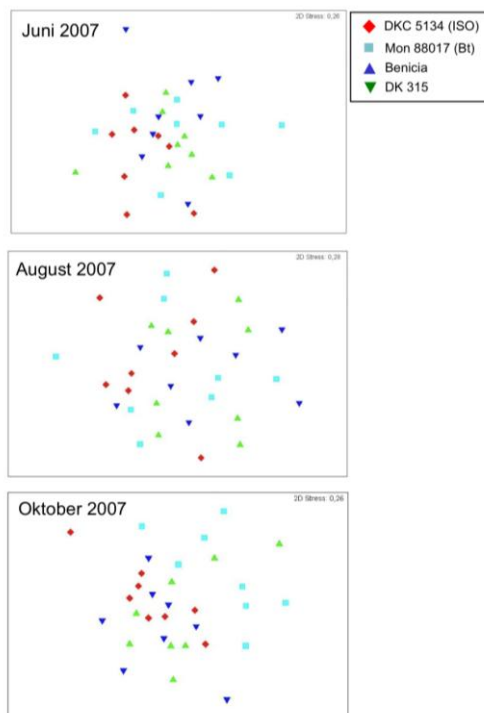 Juni 2007
2D Stress: 0,26
DKC 5134 (ISO)
Mon 88017 (Bt)
Benicia
DK 315
August 2007
2D Stress: 0,28
Oktober 2007
2D Stress: 0,26